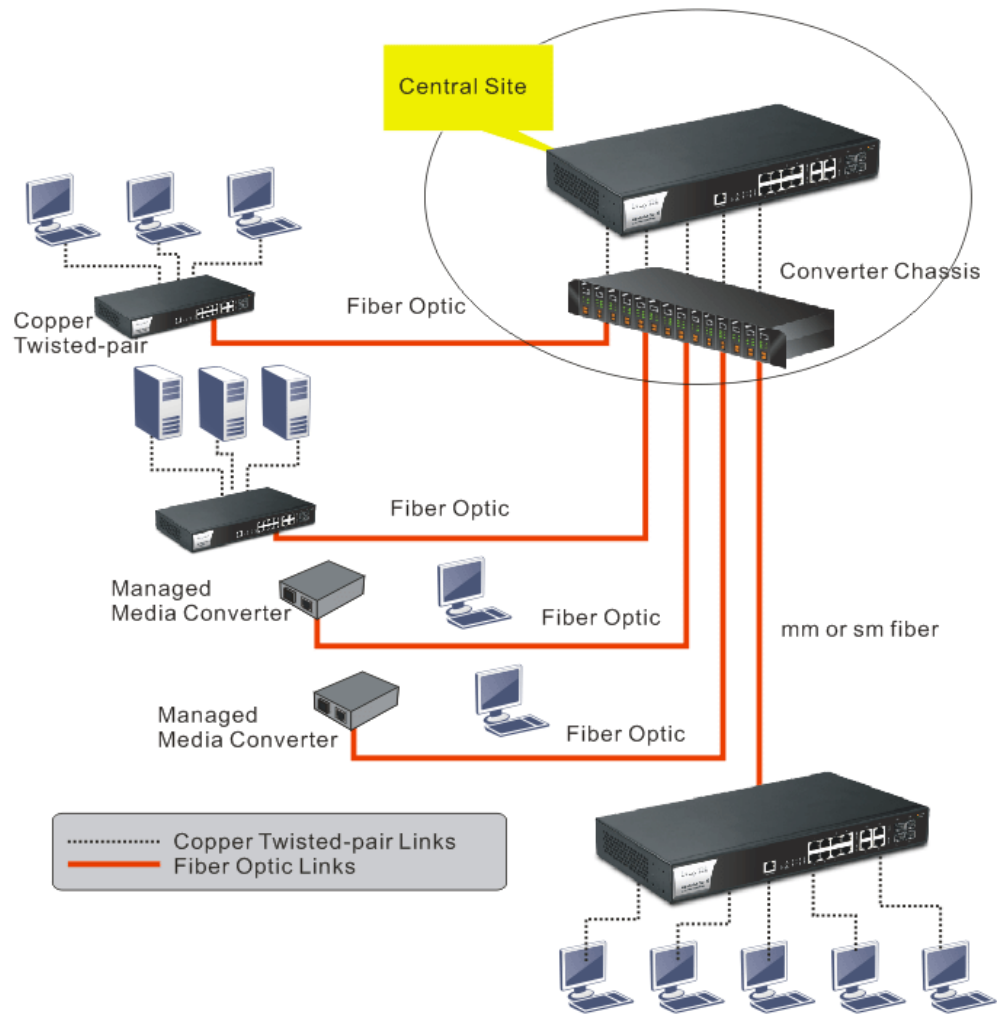 Central Site
Converter Chassis
Fiber Optic
Copper
Twisted-pair
Fiber Optic
Managed
Media Converter
Fiber Optic
mm or sm fiber
Managed
Media Converter
Fiber Optic
Copper Twisted-pair Links
Fiber Optic Links